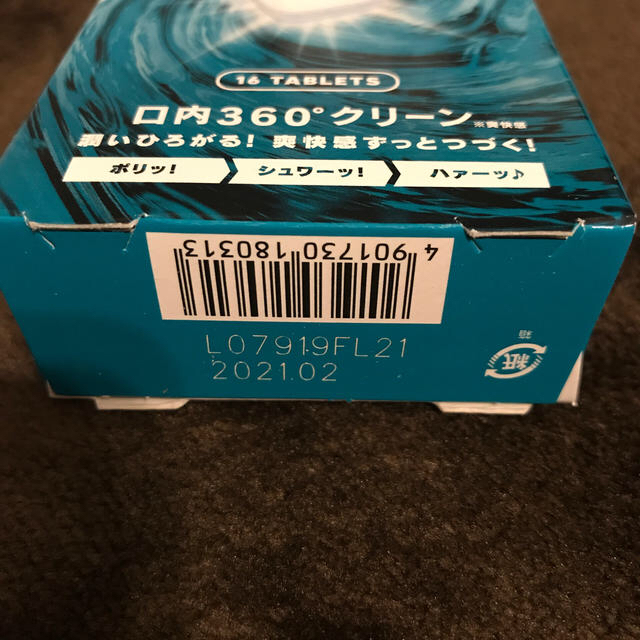 16 TABLETS
口内360°クリーン※爽快感
潤いひろがる! 爽快感ずっとつづく!
ポリッ! シュワーッ! ハァーッ♪
4 901730 180313
L07919FL21
2021.02
箱
紙